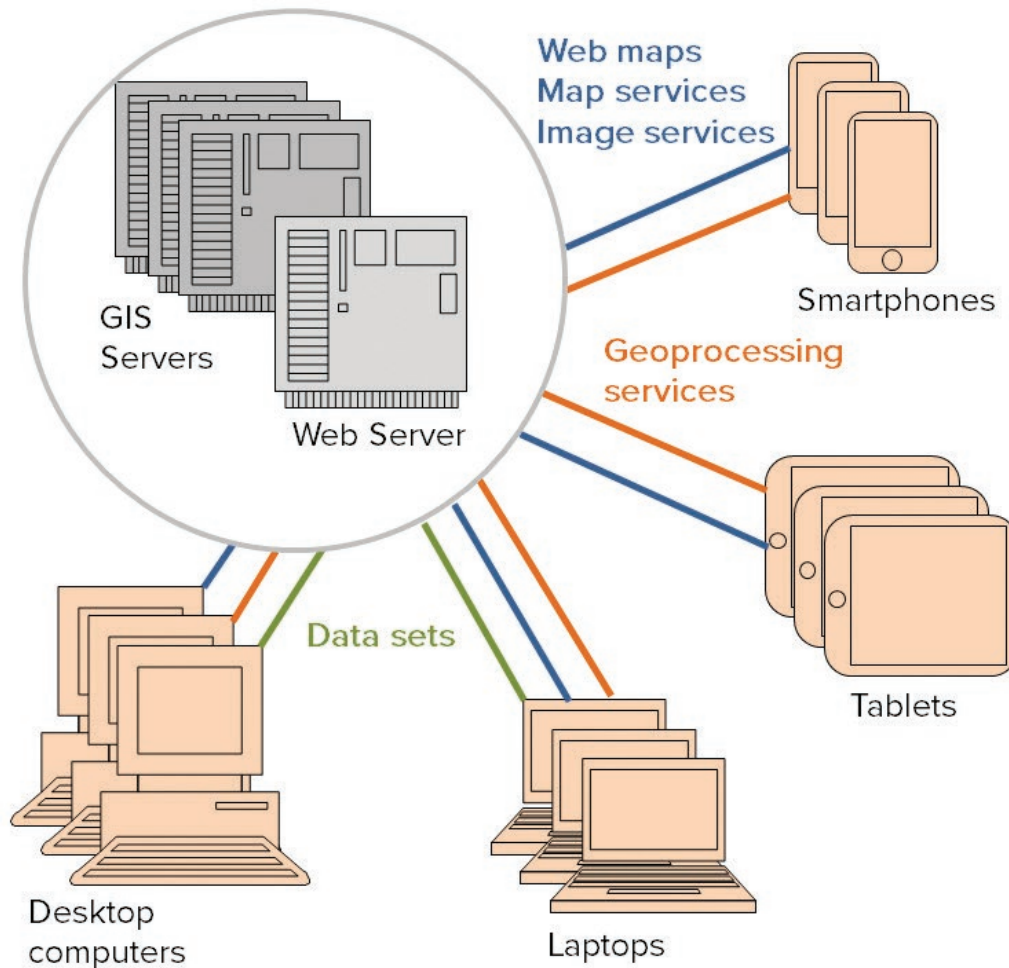 Web maps
Map services
Image services
GIS
Servers
Web Server
Smartphones
Geoprocessing
services
Data sets
Tablets
Desktop
computers
Laptops